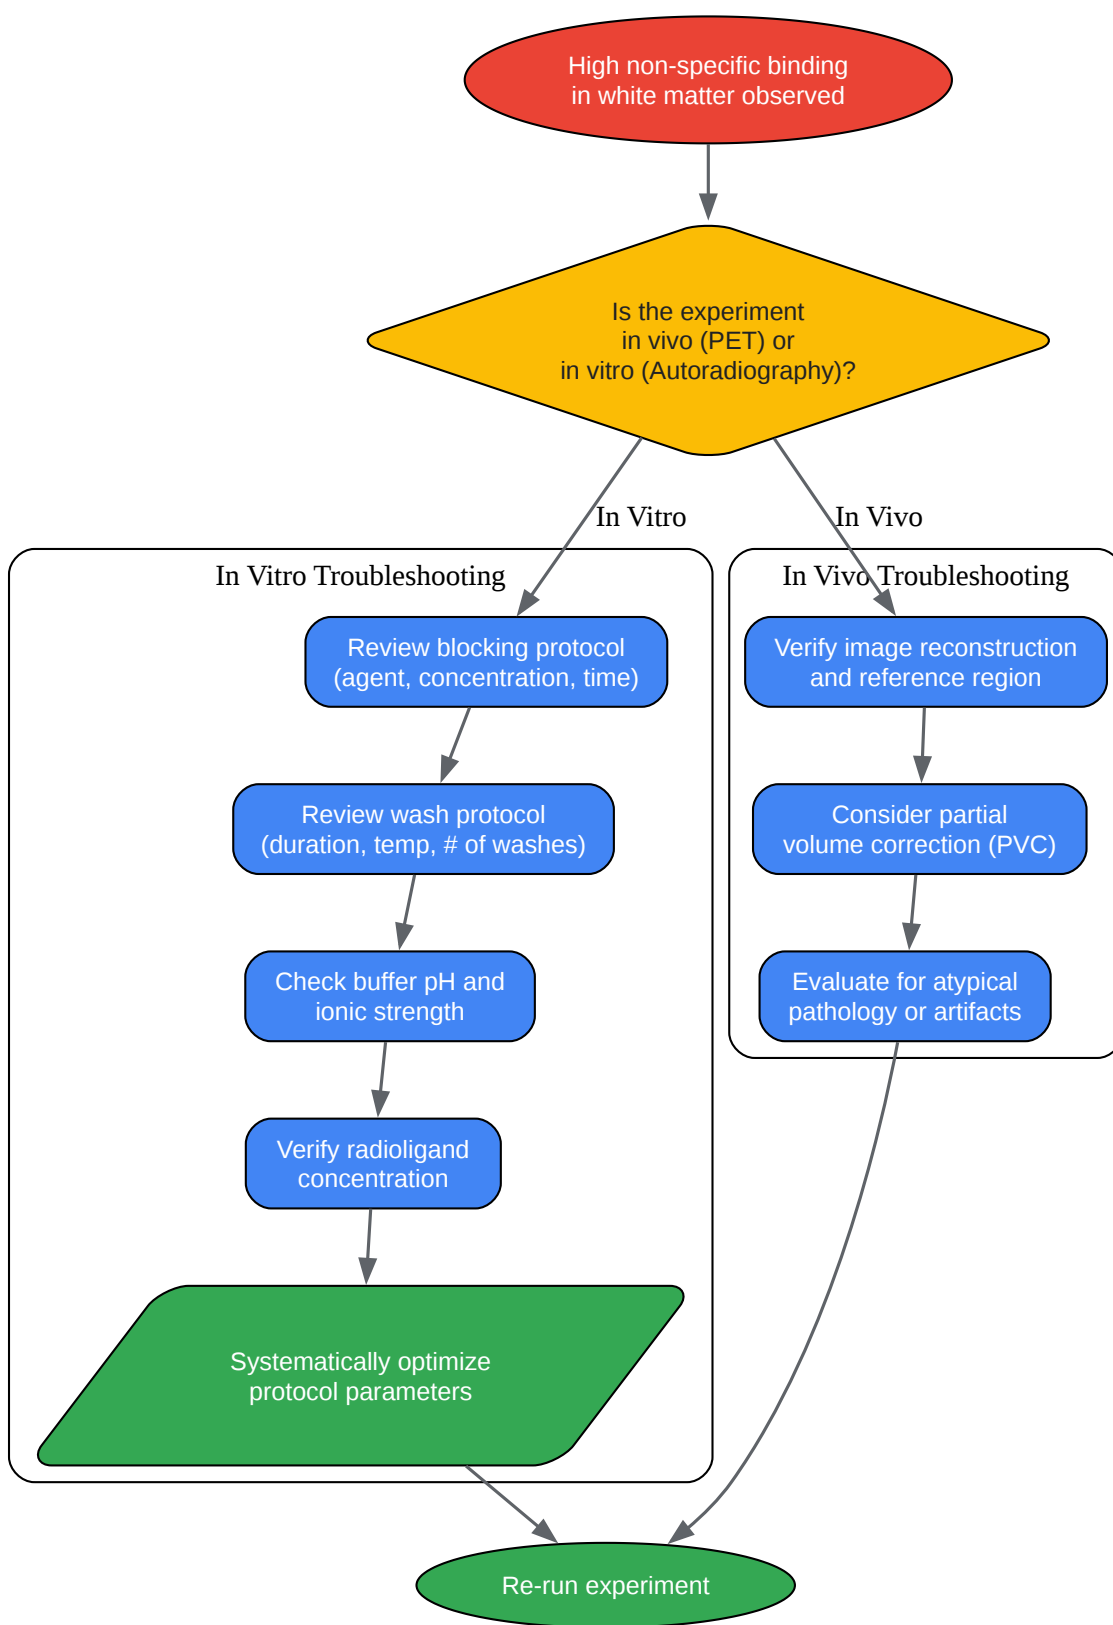 High non-specific binding
in white matter observed
Is the experiment
in vivo (PET) or
in vitro (Autoradiography)?
In Vitro
In Vivo
In Vitro Troubleshooting
Review blocking protocol
(agent, concentration, time)
Review wash protocol
(duration, temp, # of washes)
Check buffer pH and
ionic strength
Verify radioligand
concentration
Systematically optimize
protocol parameters
In Vivo Troubleshooting
Verify image reconstruction
and reference region
Consider partial
volume correction (PVC)
Evaluate for atypical
pathology or artifacts
Re-run experiment